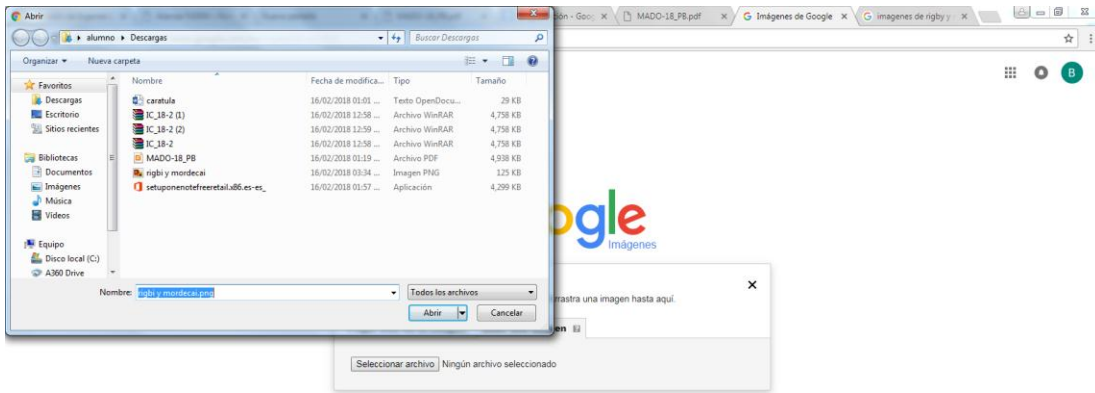 Abrir
ión - Goo
MADO-18_PB.pdf
Imágenes de Google
imagenes de rigby y
alumno
Descargas
Buscar Descargas
Organizar
Nueva carpeta
Favoritos
Descargas
Escritorio
Sitios recientes
Bibliotecas
Documentos
Imágenes
Música
Vídeos
Equipo
Disco local (C:)
A360 Drive
Nombre Fecha de modifica... Tipo Tamaño
caratula 16/02/2018 01:01 ... Texto OpenDocu... 29 KB
IC_18-2 (1) 16/02/2018 12:58 ... Archivo WinRAR 4,758 KB
IC_18-2 (2) 16/02/2018 12:59 ... Archivo WinRAR 4,758 KB
IC_18-2 16/02/2018 12:58 ... Archivo WinRAR 4,758 KB
MADO-18_PB 16/02/2018 01:19 ... Archivo PDF 4,938 KB
rigbi y mordecai 16/02/2018 03:34 ... Imagen PNG 125 KB
setuponenotefreeretail.x86.es-es_ 16/02/2018 01:57 ... Aplicación 4,299 KB
Nombre: rigbi y mordecai.png
Todos los archivos
Abrir
Cancelar
B
ogle
Imágenes
rrastra una imagen hasta aquí.
en
Seleccionar archivo Ningún archivo seleccionado